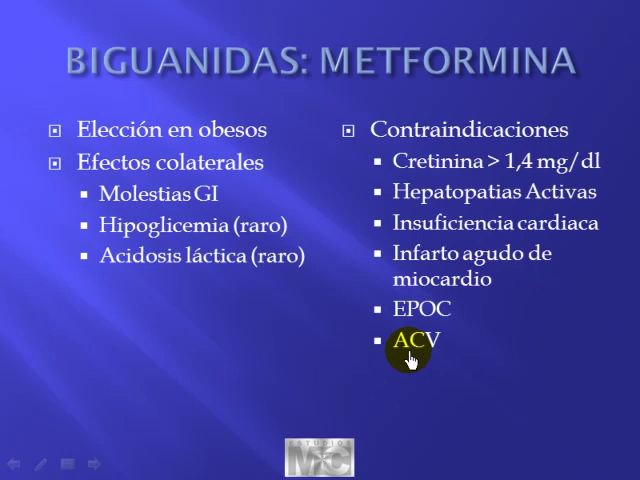 BIGUANIDAS: METFORMINA
Elección en obesos
Efectos colaterales
Molestias GI
Hipoglicemia (raro)
Acidosis láctica (raro)
Contraindicaciones
Cretinina > 1,4 mg/dl
Hepatopatias Activas
Insuficiencia cardiaca
Infarto agudo de
miocardio
EPOC
ACV
ESTUDIOS
MC